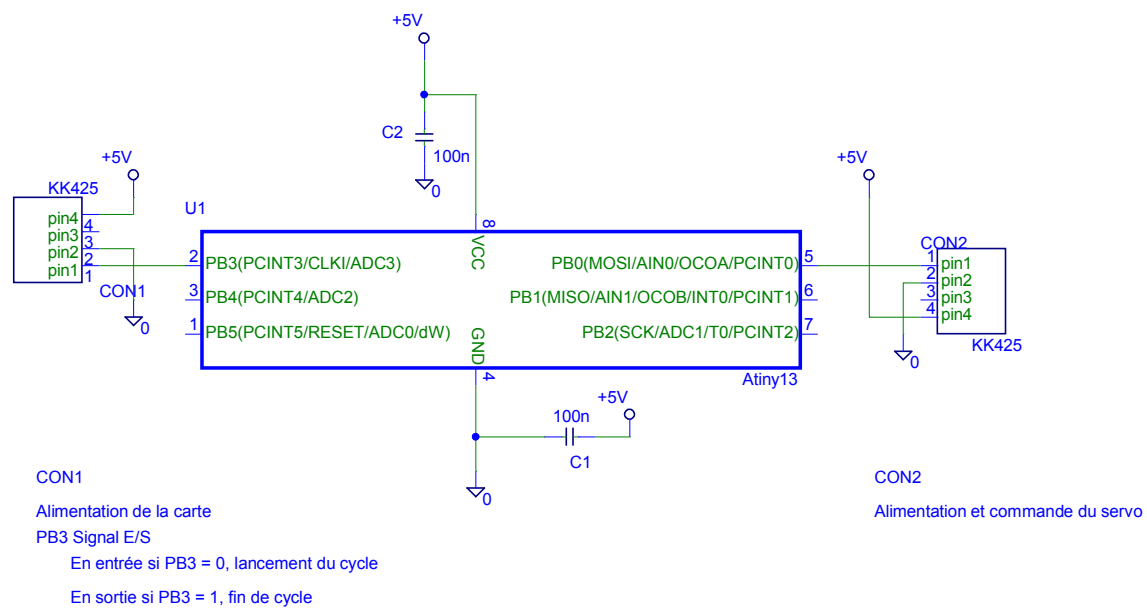 +5V
C2
100n
0
+5V
+5V
KK425
pin4
4
pin3
3
pin2
2
pin1
1
CON1
0
U1
8
VCC
2 PB3(PCINT3/CLKI/ADC3)
3 PB4(PCINT4/ADC2)
1 PB5(PCINT5/RESET/ADC0/dW)
PB0(MOSI/AIN0/OCOA/PCINT0) 5
PB1(MISO/AIN1/OCOB/INT0/PCINT1) 6
PB2(SCK/ADC1/T0/PCINT2) 7
GND
4
Atiny13
CON2
1 pin1
2 pin2
3 pin3
4 pin4
KK425
0
+5V
100n
C1
0
CON1
Alimentation de la carte
PB3 Signal E/S
En entrée si PB3 = 0, lancement du cycle
En sortie si PB3 = 1, fin de cycle
CON2
Alimentation et commande du servo